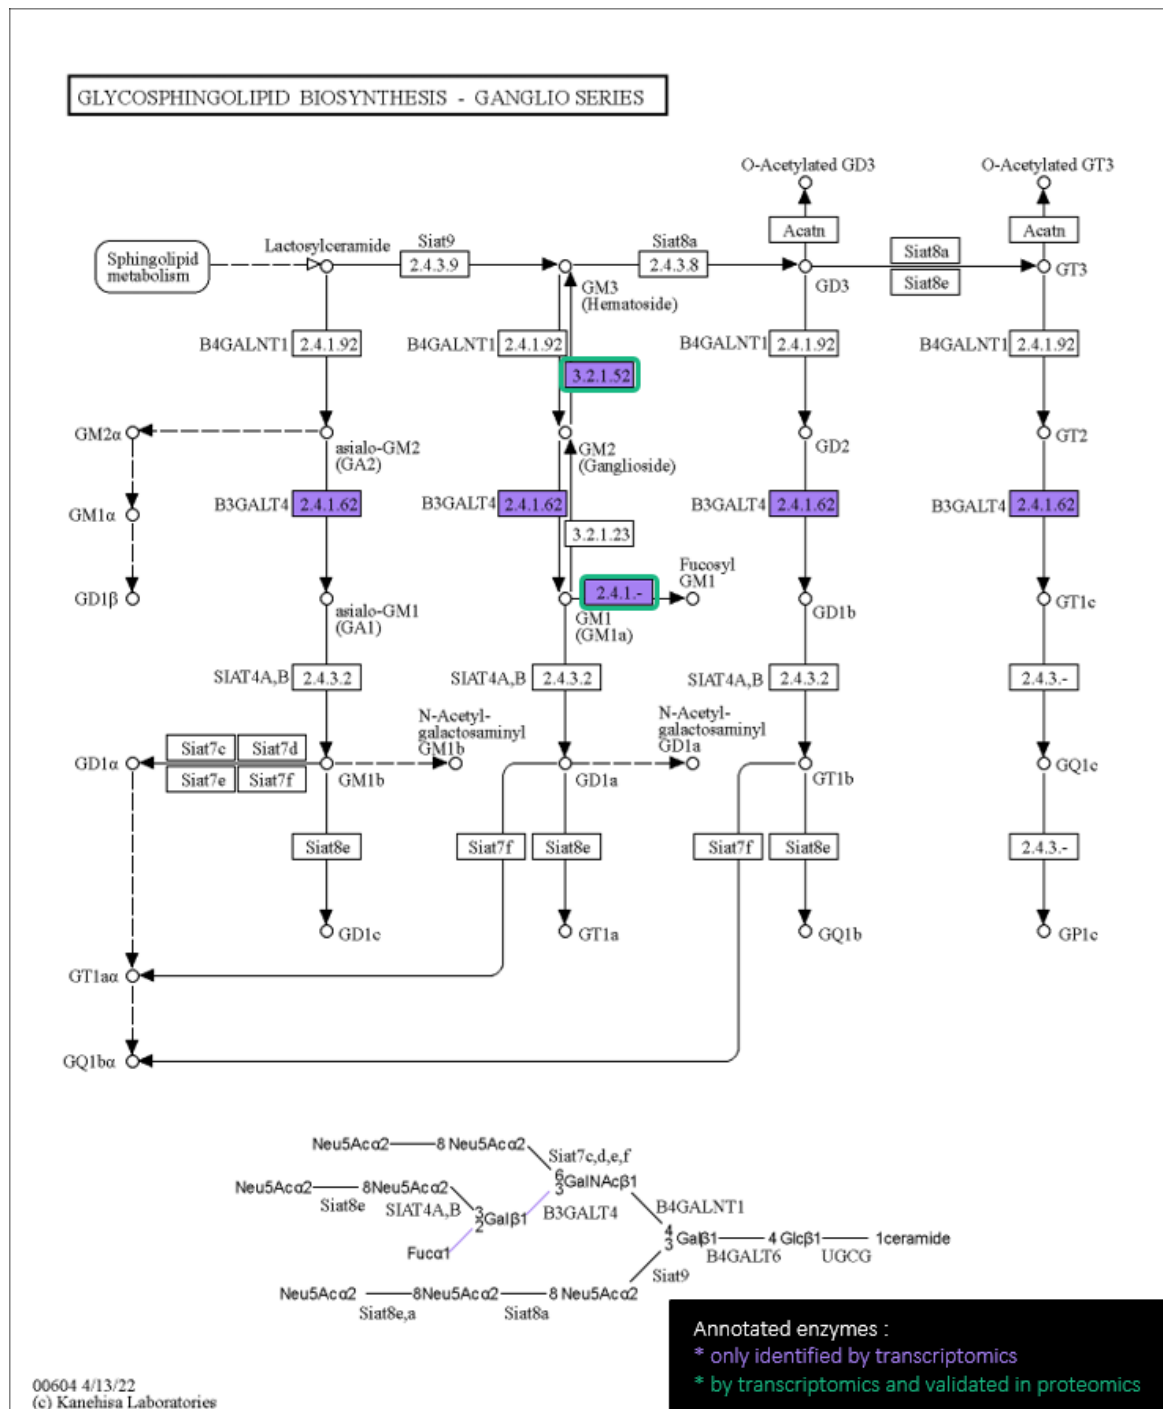 GLYCOSPHINGOLIPID BIOSYNTHESIS - GANGLIO SERIES
O-Acetylated GD3
O-Acetylated GT3
Acatn
Acatn
Sphingolipid
metabolism
Lactosylceramide
Siat9
2.4.3.9
Siat8a
2.4.3.8
Siat8a
Siat8e
GM3
(Hematoside)
GD3
GT3
B4GALNT1
2.4.1.92
B4GALNT1
2.4.1.92
B4GALNT1
2.4.1.92
B4GALNT1
2.4.1.92
3.2.1.52
GM2α
asialo-GM2
(GA2)
GM2
(Ganglioside)
GD2
GT2
B3GALT4
2.4.1.62
B3GALT4
2.4.1.62
B3GALT4
2.4.1.62
B3GALT4
2.4.1.62
GM1α
3.2.1.23
Fucosyl
GM1
2.4.1.-
GD1β
asialo-GM1
(GA1)
GM1
(GM1a)
GD1b
GT1c
SIAT4A,B
2.4.3.2
SIAT4A,B
2.4.3.2
SIAT4A,B
2.4.3.2
2.4.3.-
N-Acetyl-
galactosaminyl
GM1b
N-Acetyl-
galactosaminyl
GD1a
Siat7c
Siat7d
Siat7e
Siat7f
GD1α
GM1b
GD1a
GT1b
GQ1c
Siat8e
Siat7f
Siat8e
Siat7f
Siat8e
2.4.3.-
GD1c
GT1a
GQ1b
GP1c
GT1aα
GQ1bα
Neu5Acα2 8 Neu5Acα2
Siat7c,d,e,f
6
3 GalNAcβ1
Neu5Acα2 8Neu5Acα2
Siat8e
SIAT4A,B
3
2 Galβ1
B3GALT4
B4GALNT1
Fucα1
4
3 Galβ1 4 Glcβ1 1ceramide
B4GALT6
UGCG
Siat9
Neu5Acα2 8Neu5Acα2 8 Neu5Acα2
Siat8e,a
Siat8a
Annotated enzymes :
* only identified by transcriptomics
* by transcriptomics and validated in proteomics
00604 4/13/22
(c) Kanehisa Laboratories